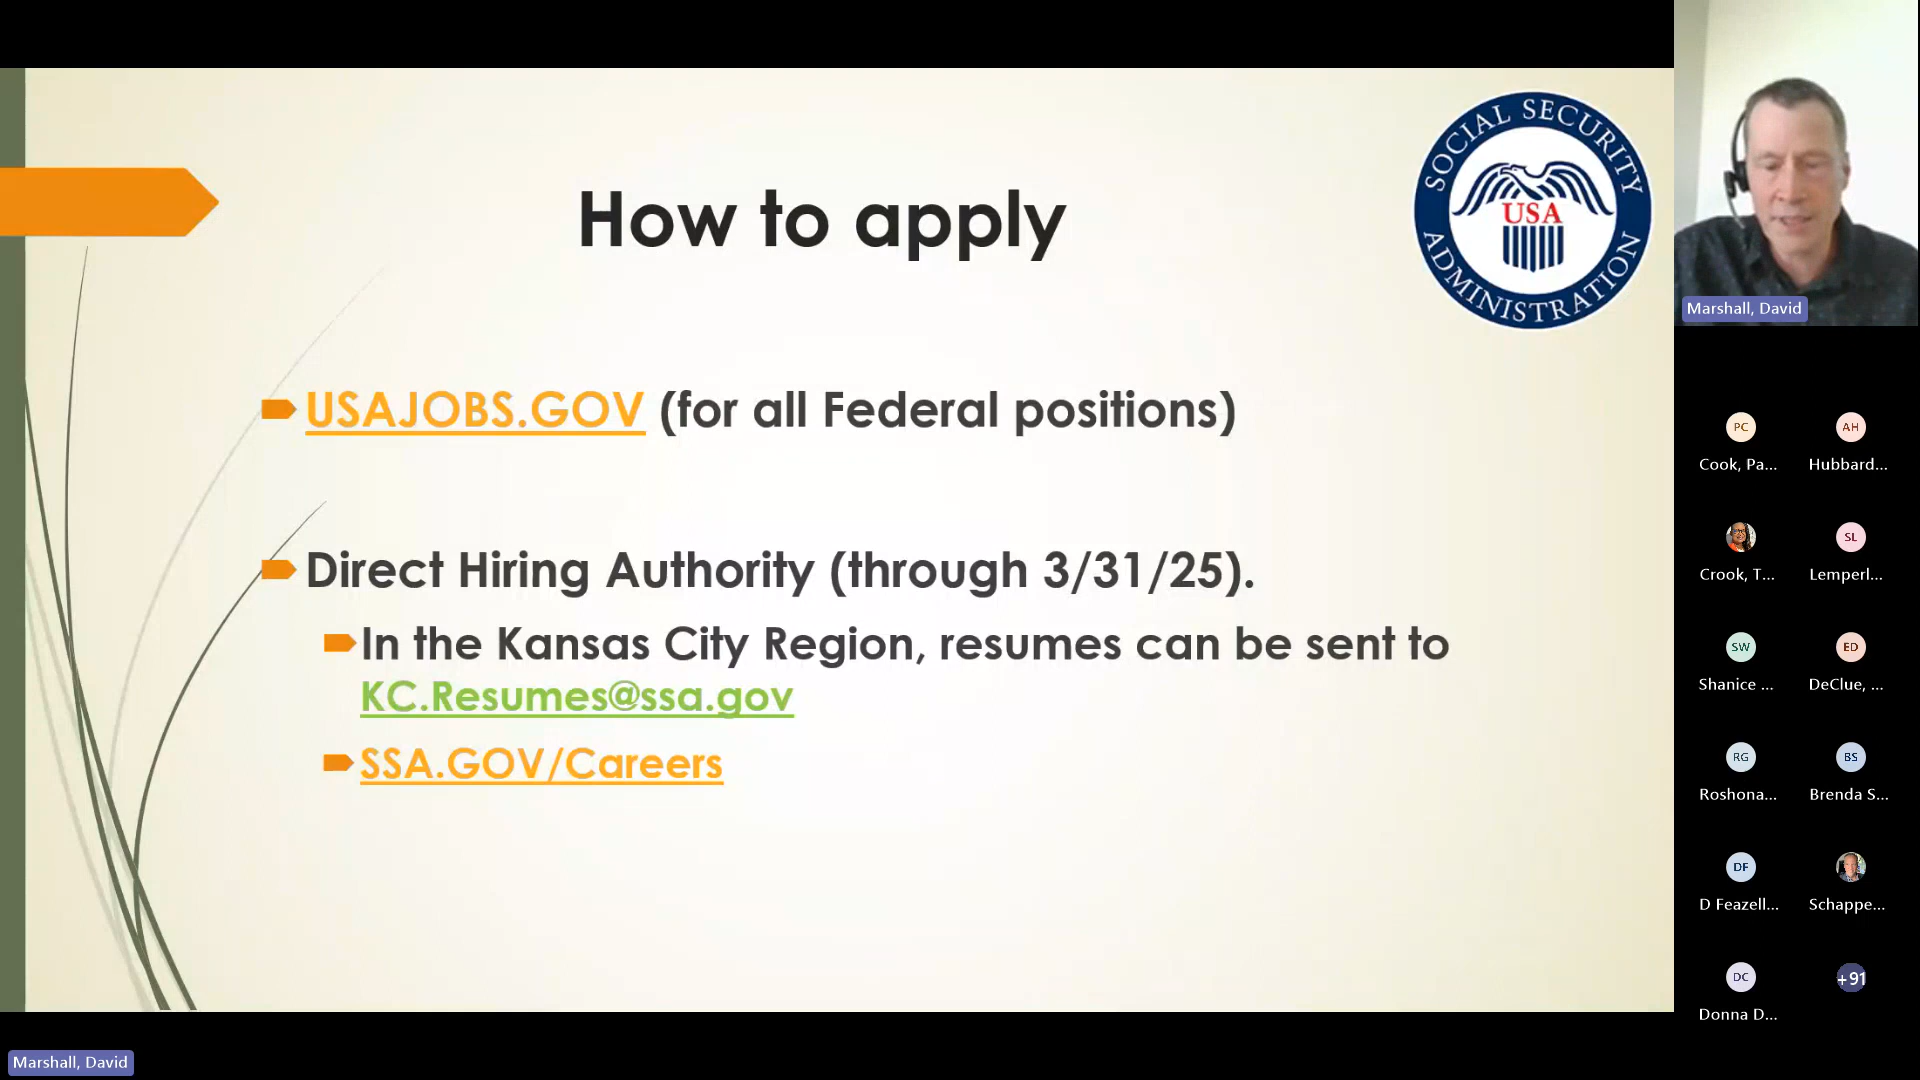 How to apply
SOCIAL SECURITY
USA
ADMINISTRATION
USAJOBS.GOV (for all Federal positions)
Direct Hiring Authority (through 3/31/25).
In the Kansas City Region, resumes can be sent to
KC.Resumes@ssa.gov
SSA.GOV/Careers
Marshall, David
PC
AH
Cook, Pa...
Hubbard...
SL
Crook, T...
Lemperl...
SW
ED
Shanice ...
DeClue, ...
RG
BS
Roshona...
Brenda S...
DF
D Feazell...
Schappe...
DC
+91
Donna D...
Marshall, David